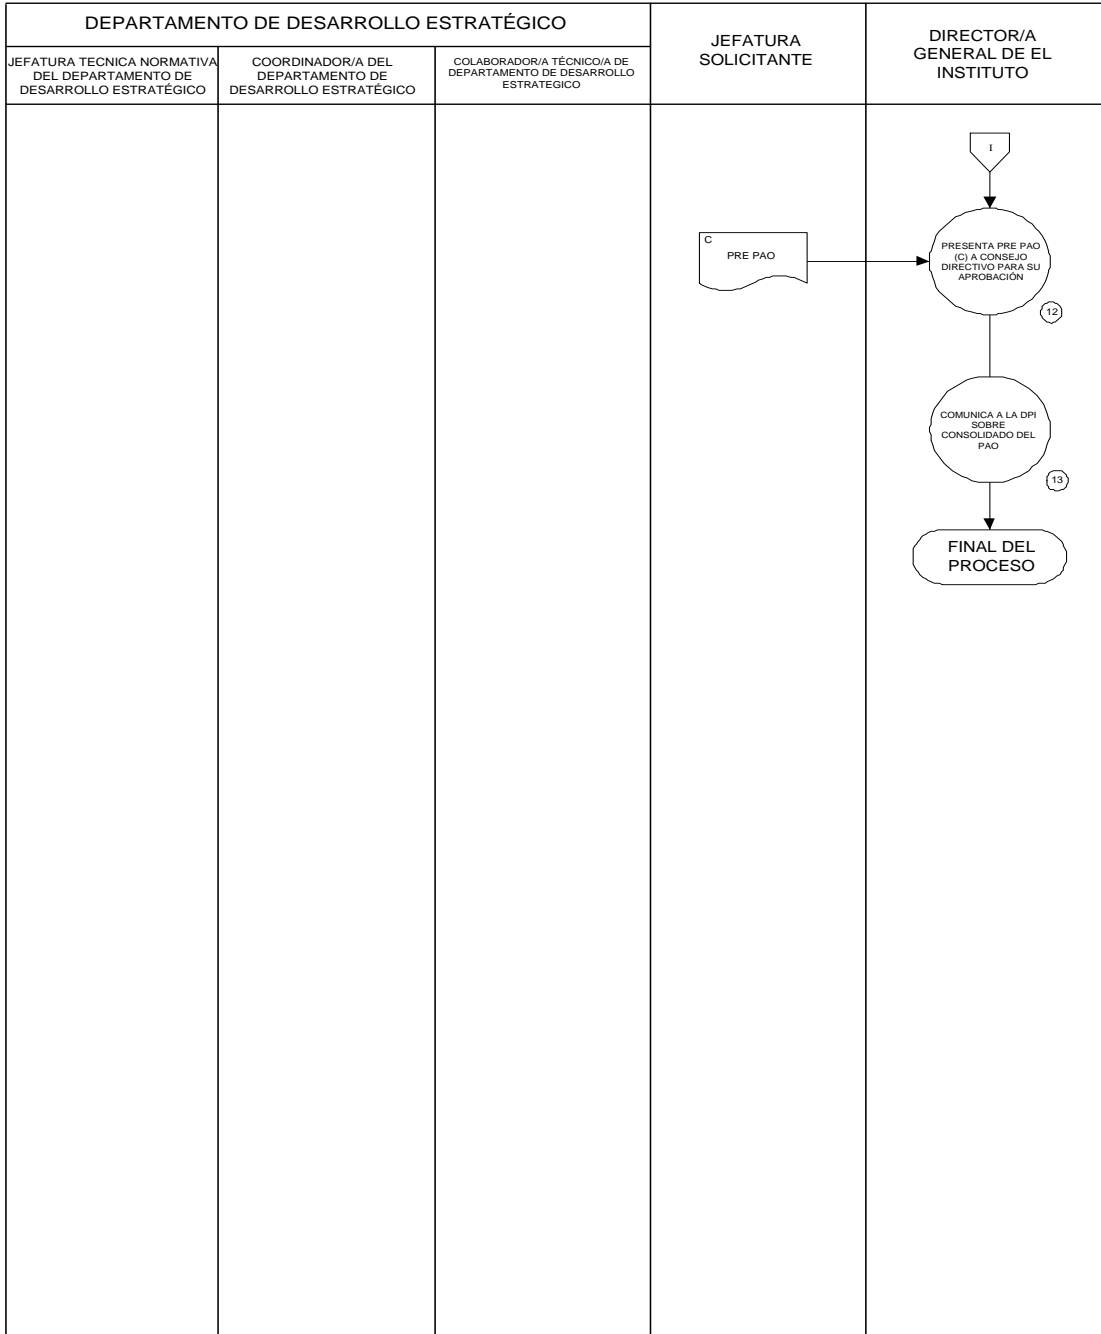 DEPARTAMENTO DE DESARROLLO ESTRATÉGICO
JEFATURA TECNICA NORMATIVA
DEL DEPARTAMENTO DE
DESARROLLO ESTRATÉGICO
COORDINADOR/A DEL
DEPARTAMENTO DE
DESARROLLO ESTRATÉGICO
COLABORADOR/A TÉCNICO/A DE
DEPARTAMENTO DE DESARROLLO
ESTRATEGICO
JEFATURA
SOLICITANTE
DIRECTOR/A
GENERAL DE EL
INSTITUTO
I
C
PRE PAO
PRESENTA PRE PAO
(C) A CONSEJO
DIRECTIVO PARA SU
APROBACIÓN
12
COMUNICA A LA DPI
SOBRE
CONSOLIDADO DEL
PAO
13
FINAL DEL
PROCESO